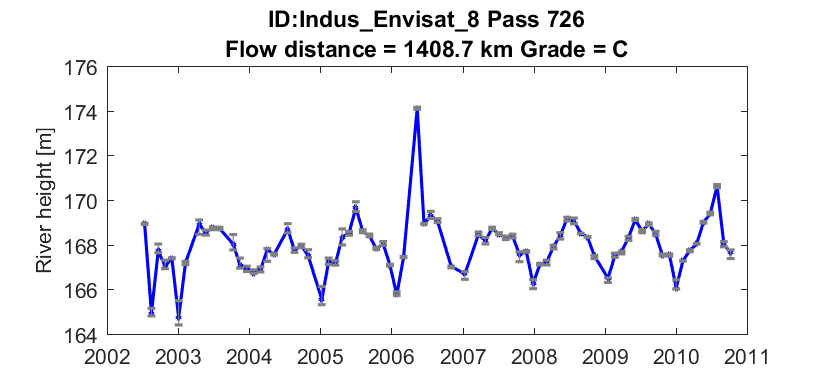 ID:Indus_Envisat_8 Pass 726
Flow distance = 1408.7 km Grade = C
River height [m]
176
174
172
170
168
166
164
2002 2003 2004 2005 2006 2007 2008 2009 2010 2011